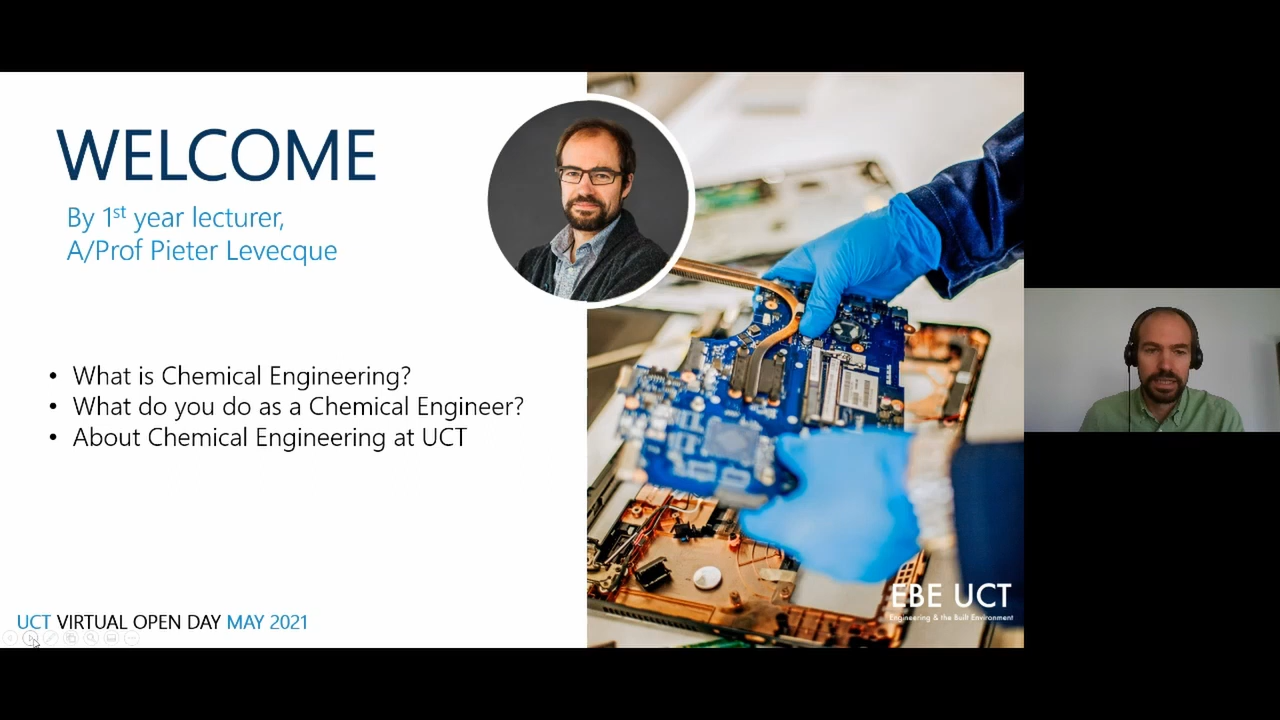 WELCOME
By 1st year lecturer,
A/Prof Pieter Levecque
• What is Chemical Engineering?
• What do you do as a Chemical Engineer?
• About Chemical Engineering at UCT
UCT VIRTUAL OPEN DAY MAY 2021
EBE UCT
Engineering & the Built Environment